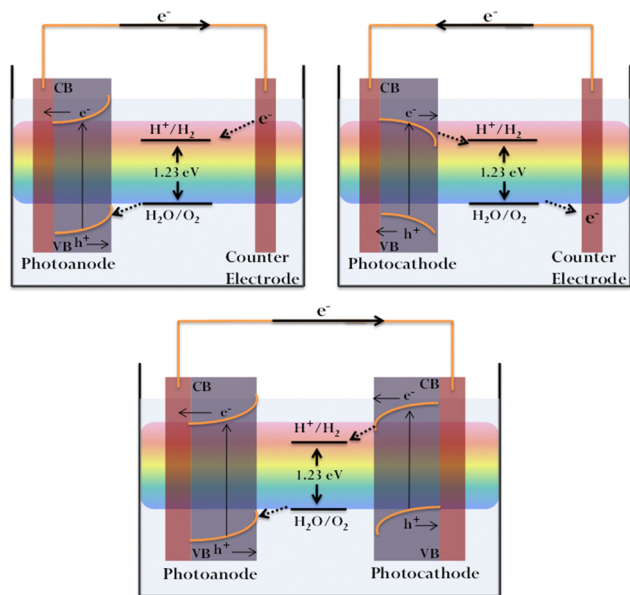 e⁻
CB
e⁻
H⁺/H₂
e⁻
1.23 eV
H₂O/O₂
VB h⁺
Photoanode
Counter
Electrode
e⁻
CB
e⁻
H⁺/H₂
1.23 eV
H₂O/O₂
e⁻
h⁺
VB
Photocathode
Counter
Electrode
e⁻
CB
e⁻
CB
e⁻
H⁺/H₂
1.23 eV
H₂O/O₂
h⁺
VB
h⁺
VB
Photoanode
Photocathode